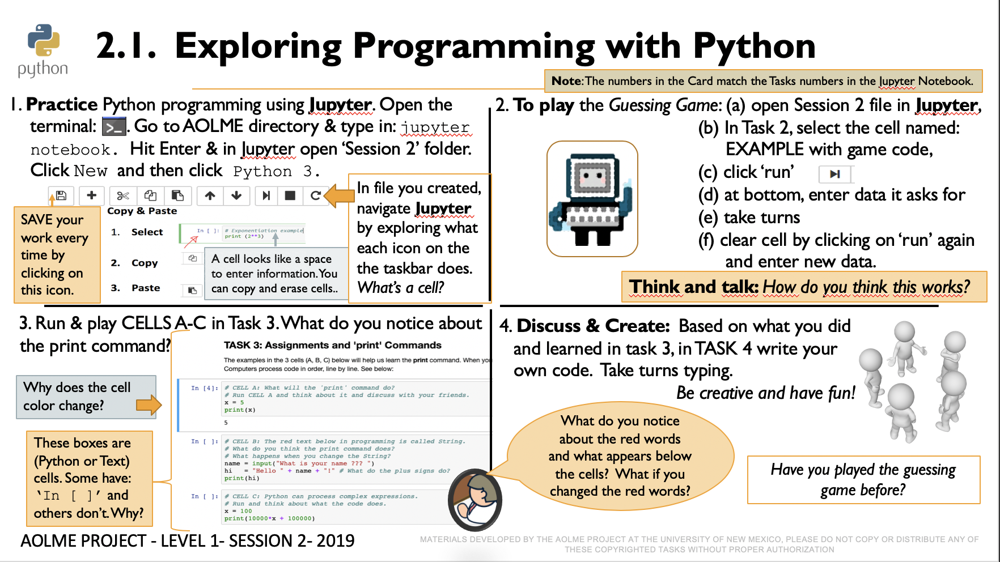 python
2.1. Exploring Programming with Python
Note: The numbers in the Card match the Tasks numbers in the Jupyter Notebook.
1. Practice Python programming using Jupyter. Open the
terminal: >_. Go to AOLME directory & type in: jupyter
notebook. Hit Enter & in Jupyter open ‘Session 2’ folder.
Click New and then click Python 3.
SAVE your
work every
time by
clicking on
this icon.
Copy & Paste
1. Select
In [ ]: # Exponentiation example
print (2**3)
2. Copy
3. Paste
A cell looks like a space
to enter information. You
can copy and erase cells..
In file you created,
navigate Jupyter
by exploring what
each icon on the
the taskbar does.
What’s a cell?
2. To play the Guessing Game: (a) open Session 2 file in Jupyter,
(b) In Task 2, select the cell named:
EXAMPLE with game code,
(c) click ‘run’
(d) at bottom, enter data it asks for
(e) take turns
(f) clear cell by clicking on ‘run’ again
and enter new data.
Think and talk: How do you think this works?
3. Run & play CELLS A-C in Task 3. What do you notice about
the print command?
Why does the cell
color change?
These boxes are
(Python or Text)
cells. Some have:
‘In [ ]’ and
others don’t. Why?
TASK 3: Assignments and 'print' Commands
The examples in the 3 cells (A, B, C) below will help us learn the print command. When you
Computers process code in order, line by line. See below:
In [4]: # CELL A: What will the 'print' command do?
# Run CELL A and think about it and discuss with your friends.
x = 5
print(x)
5
In [ ]: # CELL B: The red text below in programming is called String.
# What do you think the print command does?
# What happens when you change the String?
name = input("What is your name ??? ")
hi = "Hello " + name + "!" # What do the plus signs do?
print(hi)
In [ ]: # CELL C: Python can process complex expressions.
# Run and think about what the code does.
x = 100
print(10000*x + 100000)
4. Discuss & Create: Based on what you did
and learned in task 3, in TASK 4 write your
own code. Take turns typing.
Be creative and have fun!
What do you notice
about the red words
and what appears below
the cells? What if you
changed the red words?
Have you played the guessing
game before?
AOLME PROJECT - LEVEL 1- SESSION 2- 2019
MATERIALS DEVELOPED BY THE AOLME PROJECT AT THE UNIVERSITY OF NEW MEXICO, PLEASE DO NOT COPY OR DISTRIBUTE ANY OF
THESE COPYRIGHTED TASKS WITHOUT PROPER AUTHORIZATION